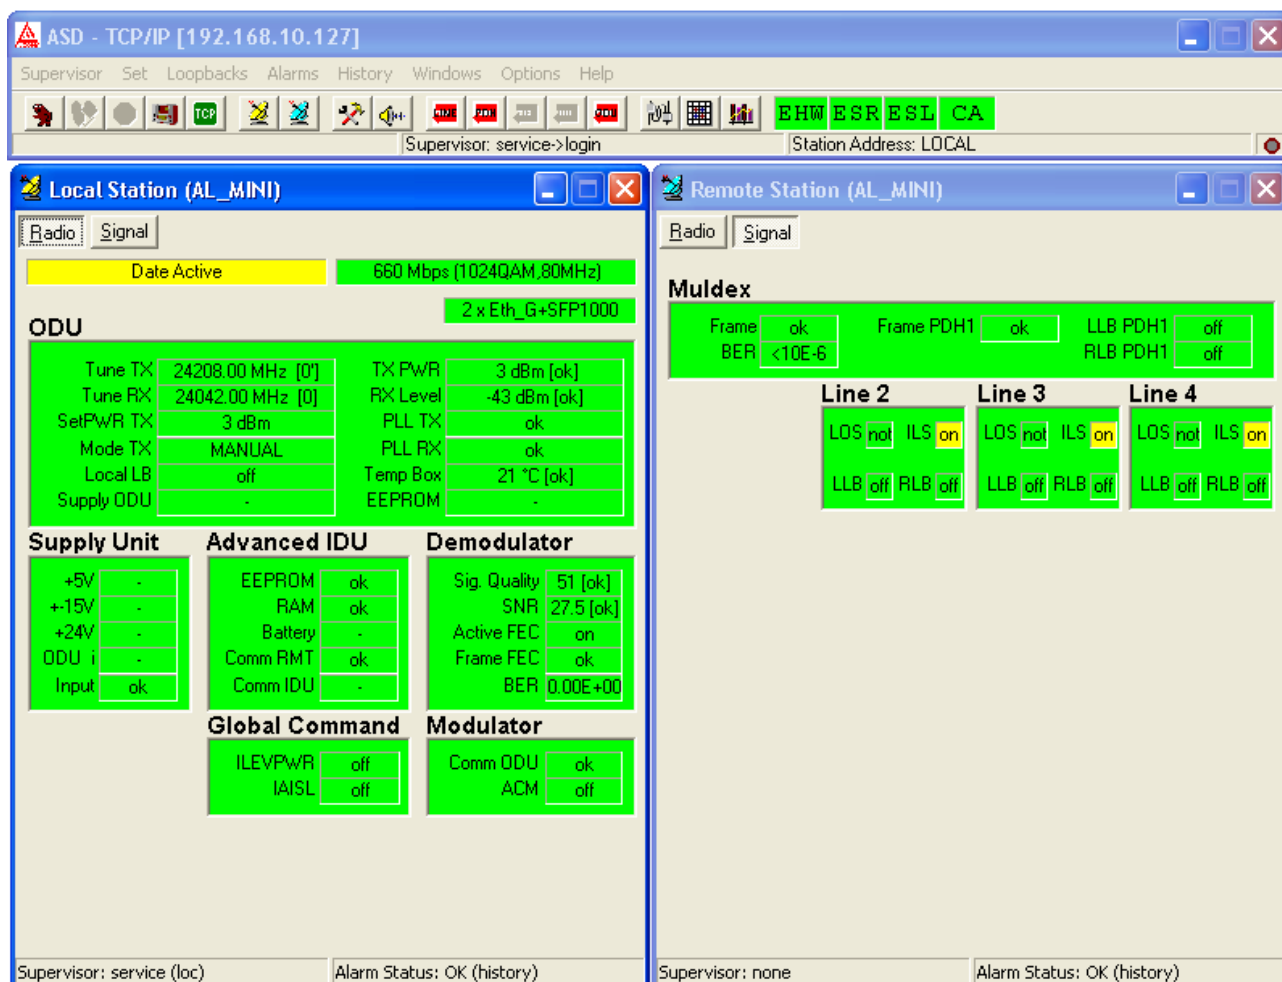 ASD - TCP/IP [192.168.10.127]
Supervisor Set Loopbacks Alarms History Windows Options Help
TCP LINE PDH ODU EHW ESR ESL CA
Supervisor: service->login Station Address: LOCAL
Local Station (AL_MINI)
Radio Signal
Date Active 660 Mbps (1024QAM,80MHz)
2 x Eth_G+SFP1000
ODU
Tune TX 24208.00 MHz [0'] TX PWR 3 dBm [ok]
Tune RX 24042.00 MHz [0] RX Level -43 dBm [ok]
SetPWR TX 3 dBm PLL TX ok
Mode TX MANUAL PLL RX ok
Local LB off Temp Box 21 °C [ok]
Supply ODU - EEPROM -
Supply Unit Advanced IDU Demodulator
+5V - EEPROM ok Sig. Quality 51 [ok]
+-15V - RAM ok SNR 27.5 [ok]
+24V - Battery - Active FEC on
ODU i - Comm RMT ok Frame FEC ok
Input ok Comm IDU - BER 0.00E+00
Global Command Modulator
ILEVPWR off Comm ODU ok
IAISL off ACM off
Supervisor: service (loc) Alarm Status: OK (history)
Remote Station (AL_MINI)
Radio Signal
Muldex
Frame ok Frame PDH1 ok LLB PDH1 off
BER <10E-6 RLB PDH1 off
Line 2 Line 3 Line 4
LOS not ILS on LOS not ILS on LOS not ILS on
LLB off RLB off LLB off RLB off LLB off RLB off
Supervisor: none Alarm Status: OK (history)